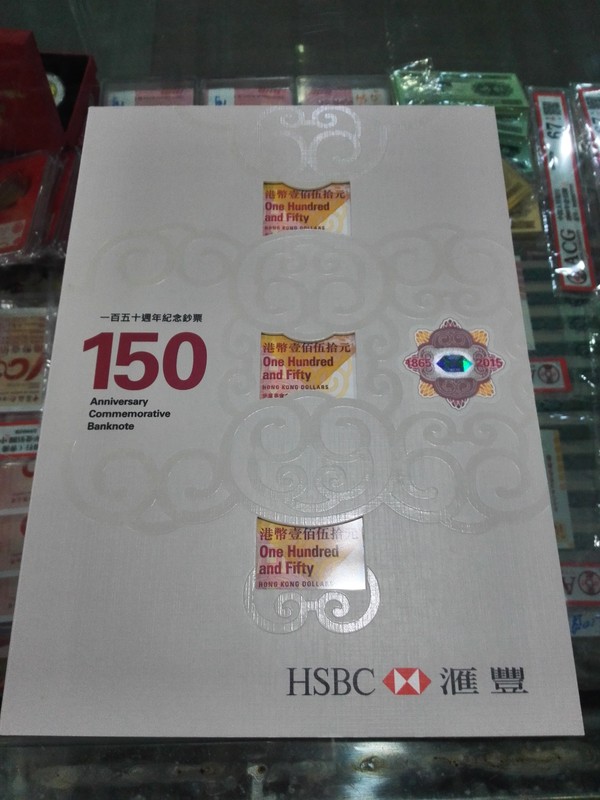 港幣壹佰伍拾元
One Hundred
and Fifty
HONG KONG DOLLARS
一百五十週年紀念鈔票
150
Anniversary
Commemorative
Banknote
港幣壹佰伍拾元
One Hundred
and Fifty
HONG KONG DOLLARS
1865 2015
港幣壹佰伍拾元
One Hundred
and Fifty
HONG KONG DOLLARS
HSBC 滙豐
ACG
67